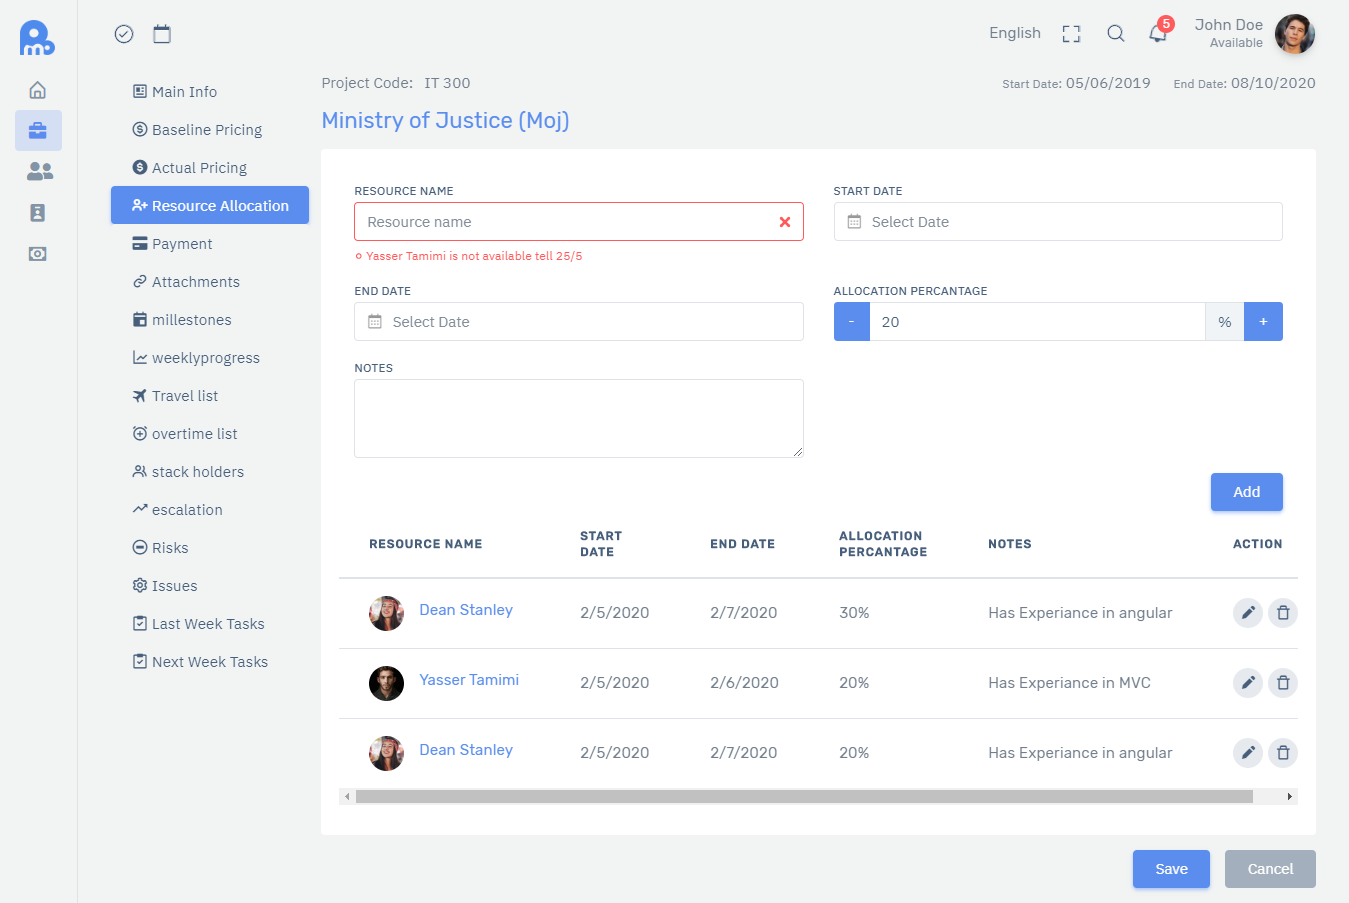 English
5
John Doe
Available
Project Code: IT 300
Start Date: 05/06/2019 End Date: 08/10/2020
Ministry of Justice (Moj)
Main Info
Baseline Pricing
Actual Pricing
Resource Allocation
Payment
Attachments
millestones
weeklyprogress
Travel list
overtime list
stack holders
escalation
Risks
Issues
Last Week Tasks
Next Week Tasks
RESOURCE NAME
Resource name
Yasser Tamimi is not available tell 25/5
START DATE
Select Date
END DATE
Select Date
ALLOCATION PERCANTAGE
- 20 % +
NOTES
Add
RESOURCE NAME START DATE END DATE ALLOCATION PERCANTAGE NOTES ACTION
Dean Stanley 2/5/2020 2/7/2020 30% Has Experiance in angular
Yasser Tamimi 2/5/2020 2/6/2020 20% Has Experiance in MVC
Dean Stanley 2/5/2020 2/7/2020 20% Has Experiance in angular
Save Cancel